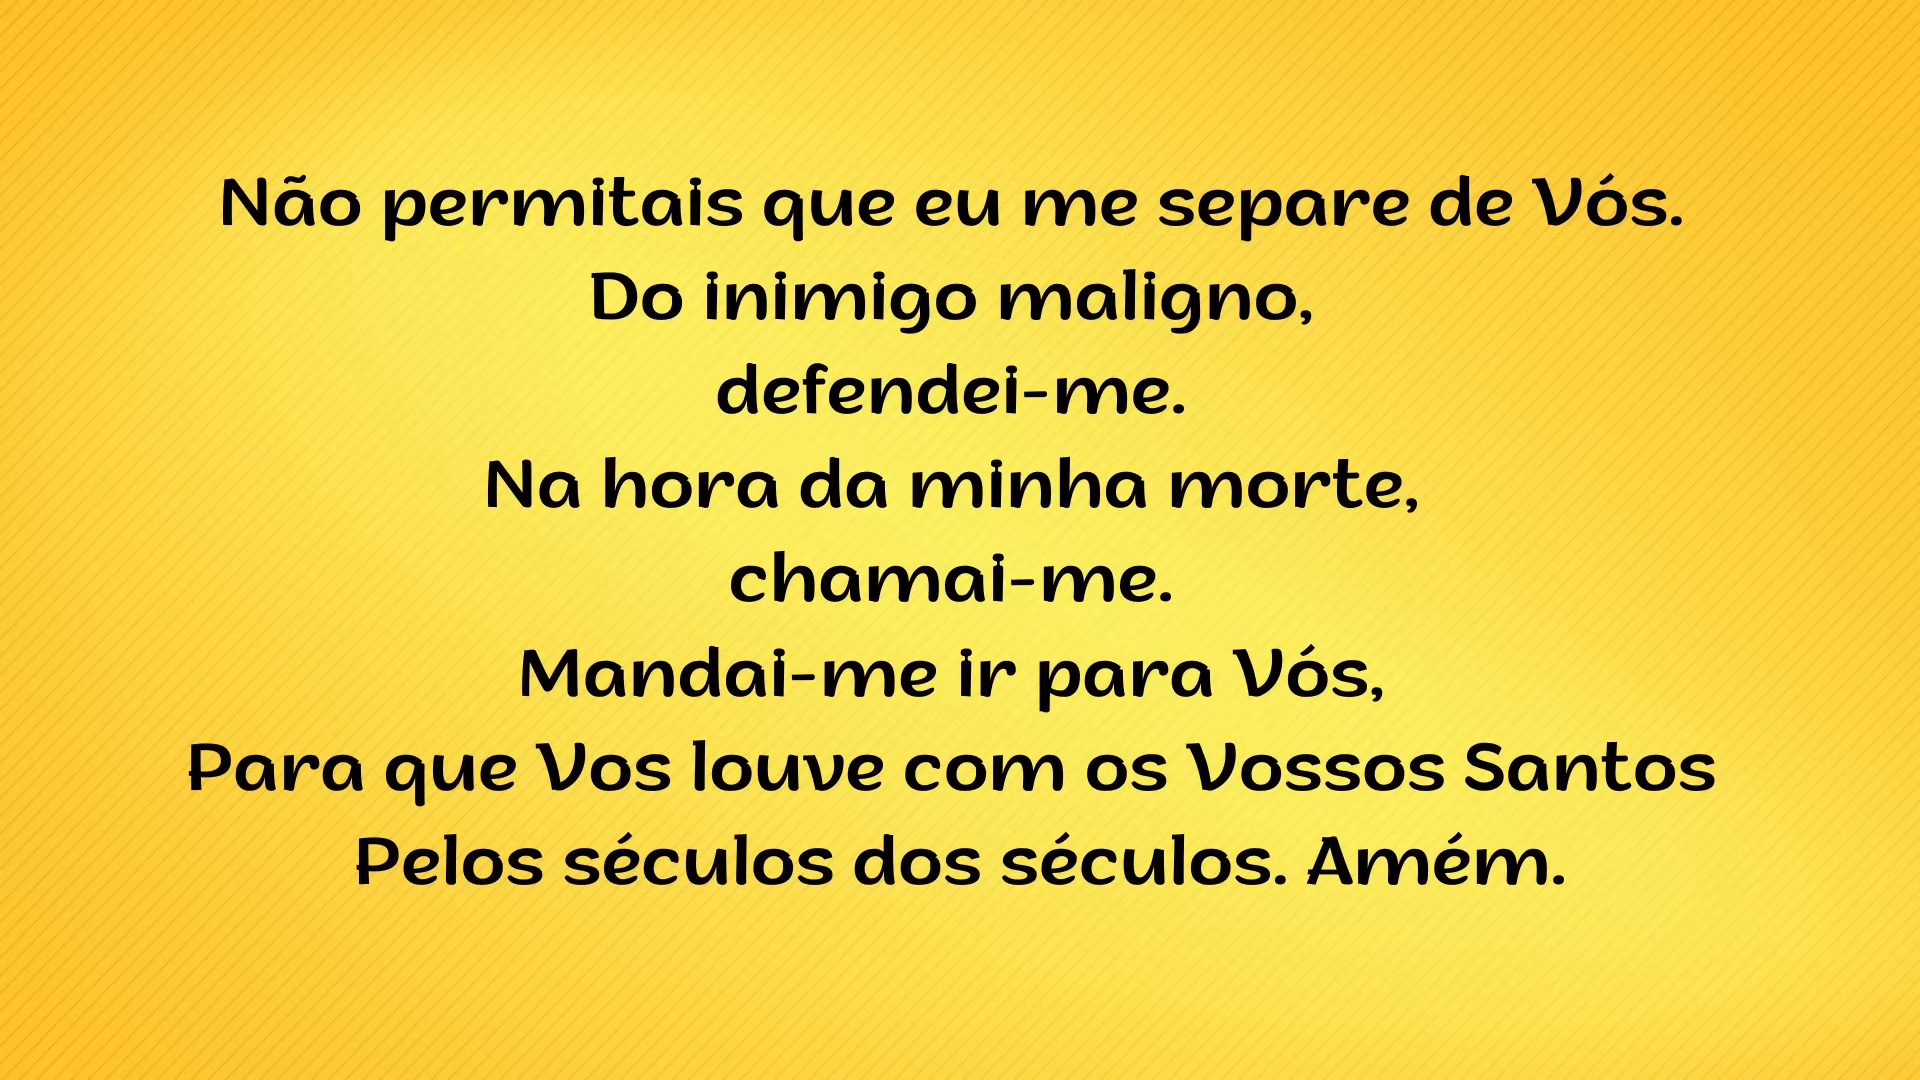 Não permitais que eu me separe de Vós.
Do inimigo maligno,
defendei-me.
Na hora da minha morte,
chamai-me.
Mandai-me ir para Vós,
Para que Vos louve com os Vossos Santos
Pelos séculos dos séculos. Amém.